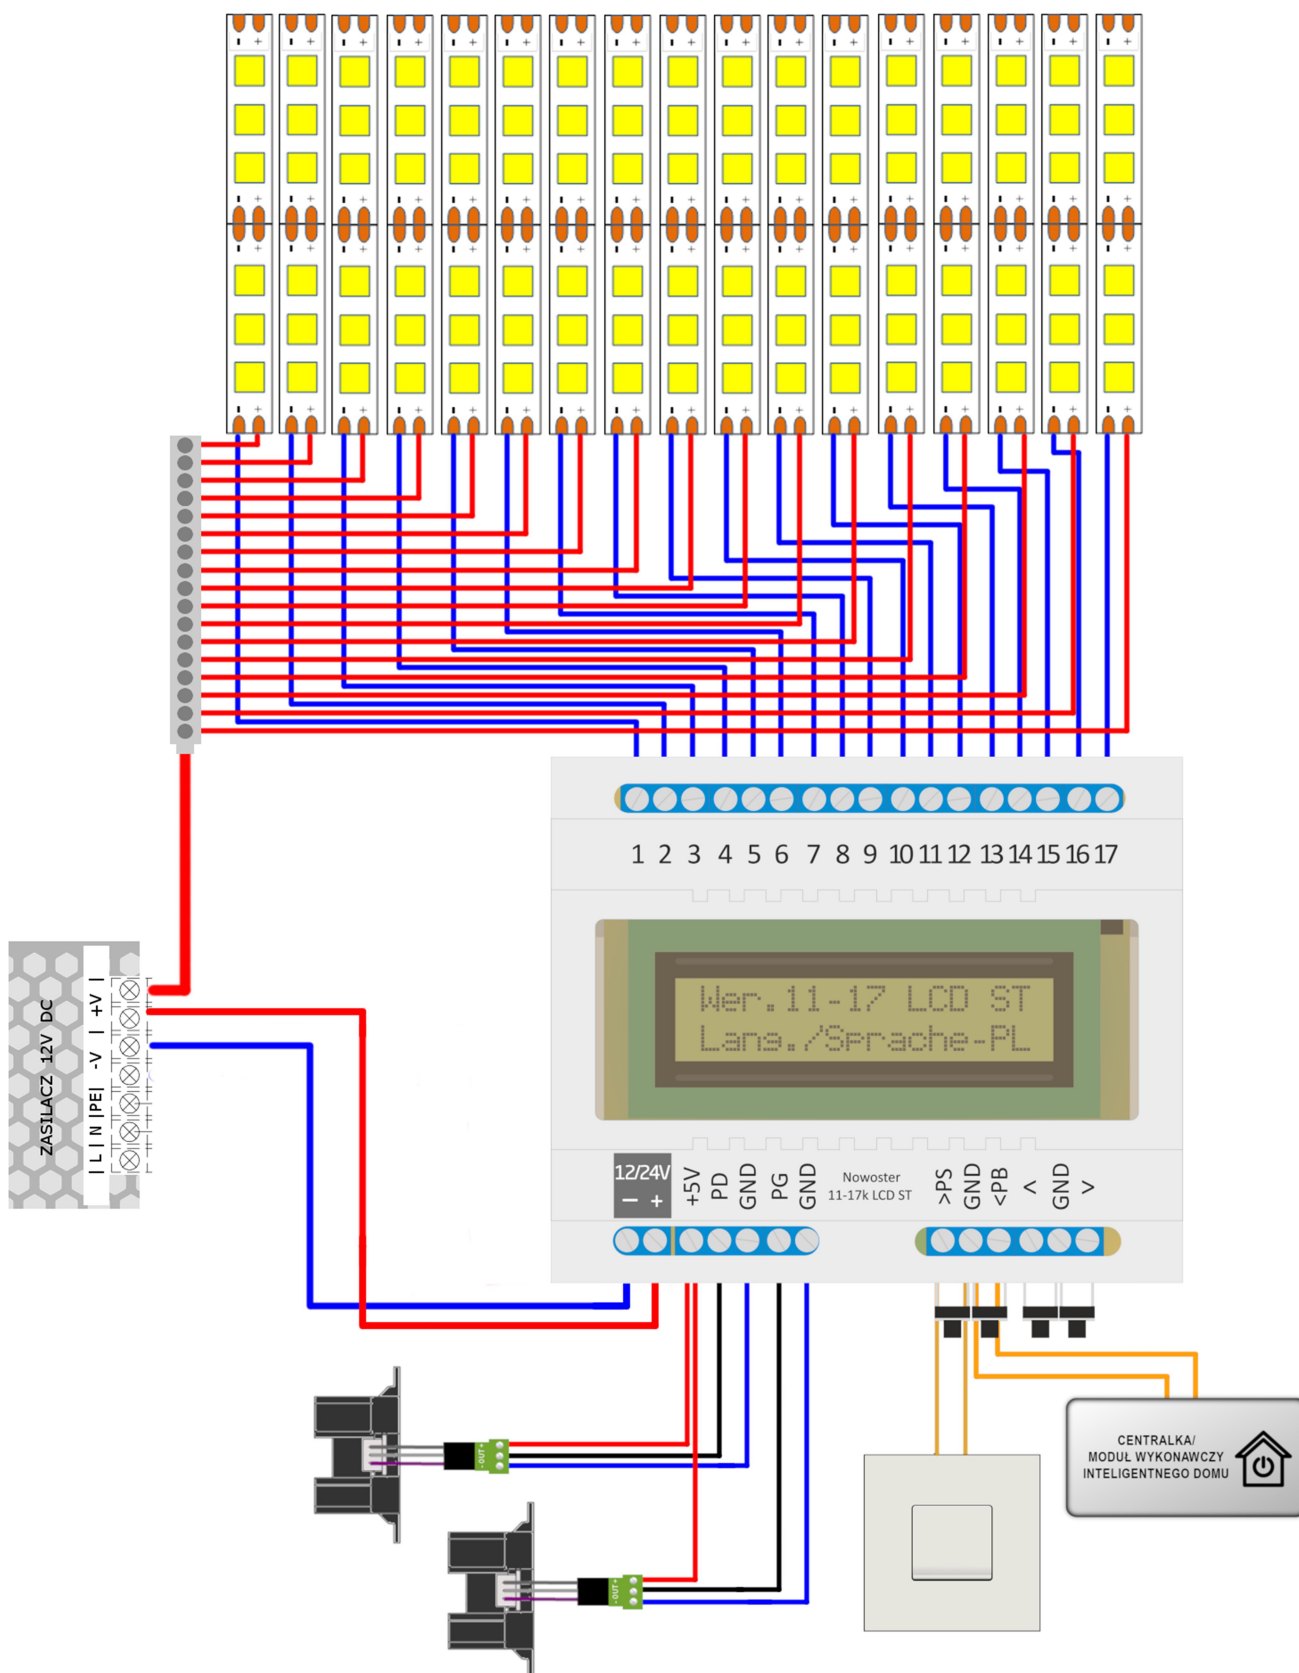 1 2 3 4 5 6 7 8 9 10 11 12 13 14 15 16 17
Wer.11-17 LCD ST
Lang./Sprache-PL
ZASILACZ 12V DC
| L | N |PE| -V | +V |
12/24V
− +
+5V
PD
GND
PG
GND
Nowoster
11-17k LCD ST
>PS
GND
<PB
<
GND
>
- OUT +
- OUT +
CENTRALKA/
MODUŁ WYKONAWCZY
INTELIGENTNEGO DOMU